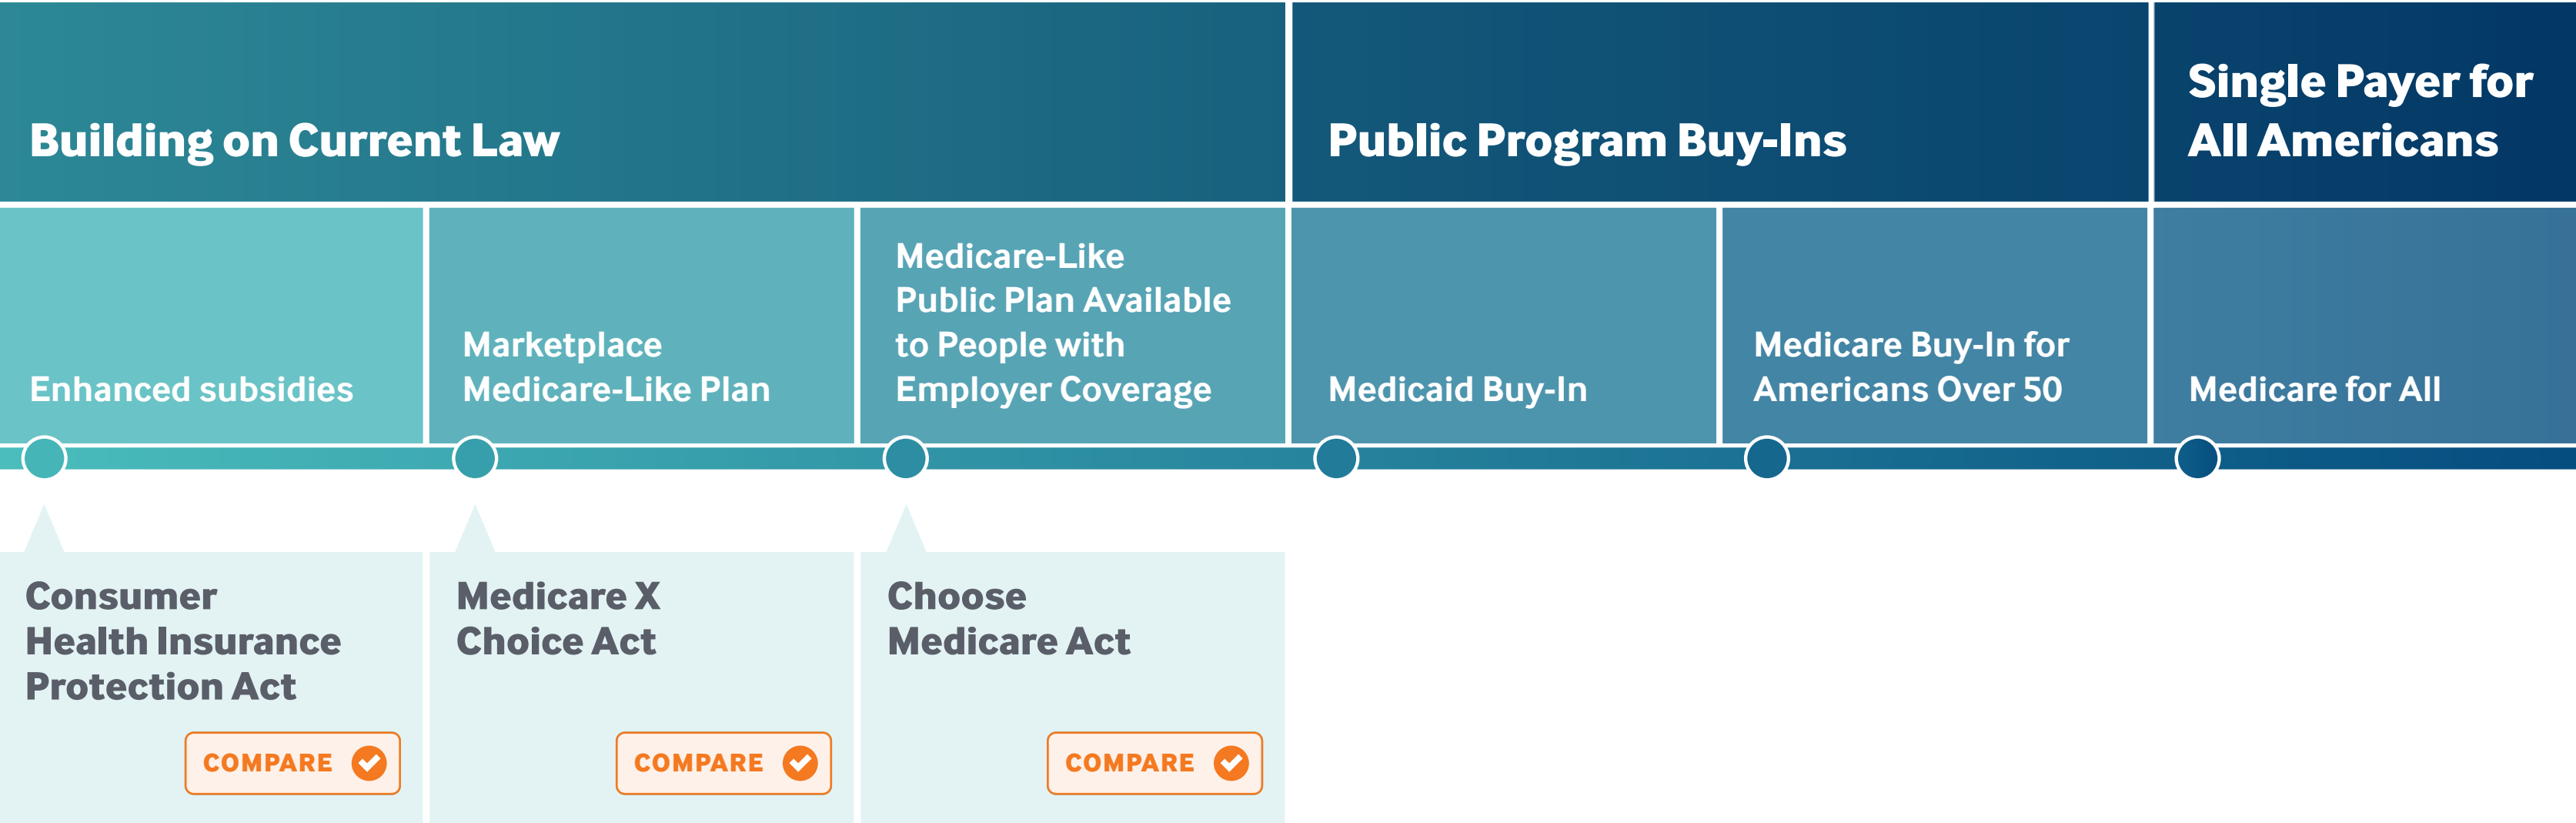 Building on Current Law
Public Program Buy-Ins
Single Payer for
All Americans
Enhanced subsidies
Marketplace
Medicare-Like Plan
Medicare-Like
Public Plan Available
to People with
Employer Coverage
Medicaid Buy-In
Medicare Buy-In for
Americans Over 50
Medicare for All
Consumer
Health Insurance
Protection Act
COMPARE
Medicare X
Choice Act
COMPARE
Choose
Medicare Act
COMPARE